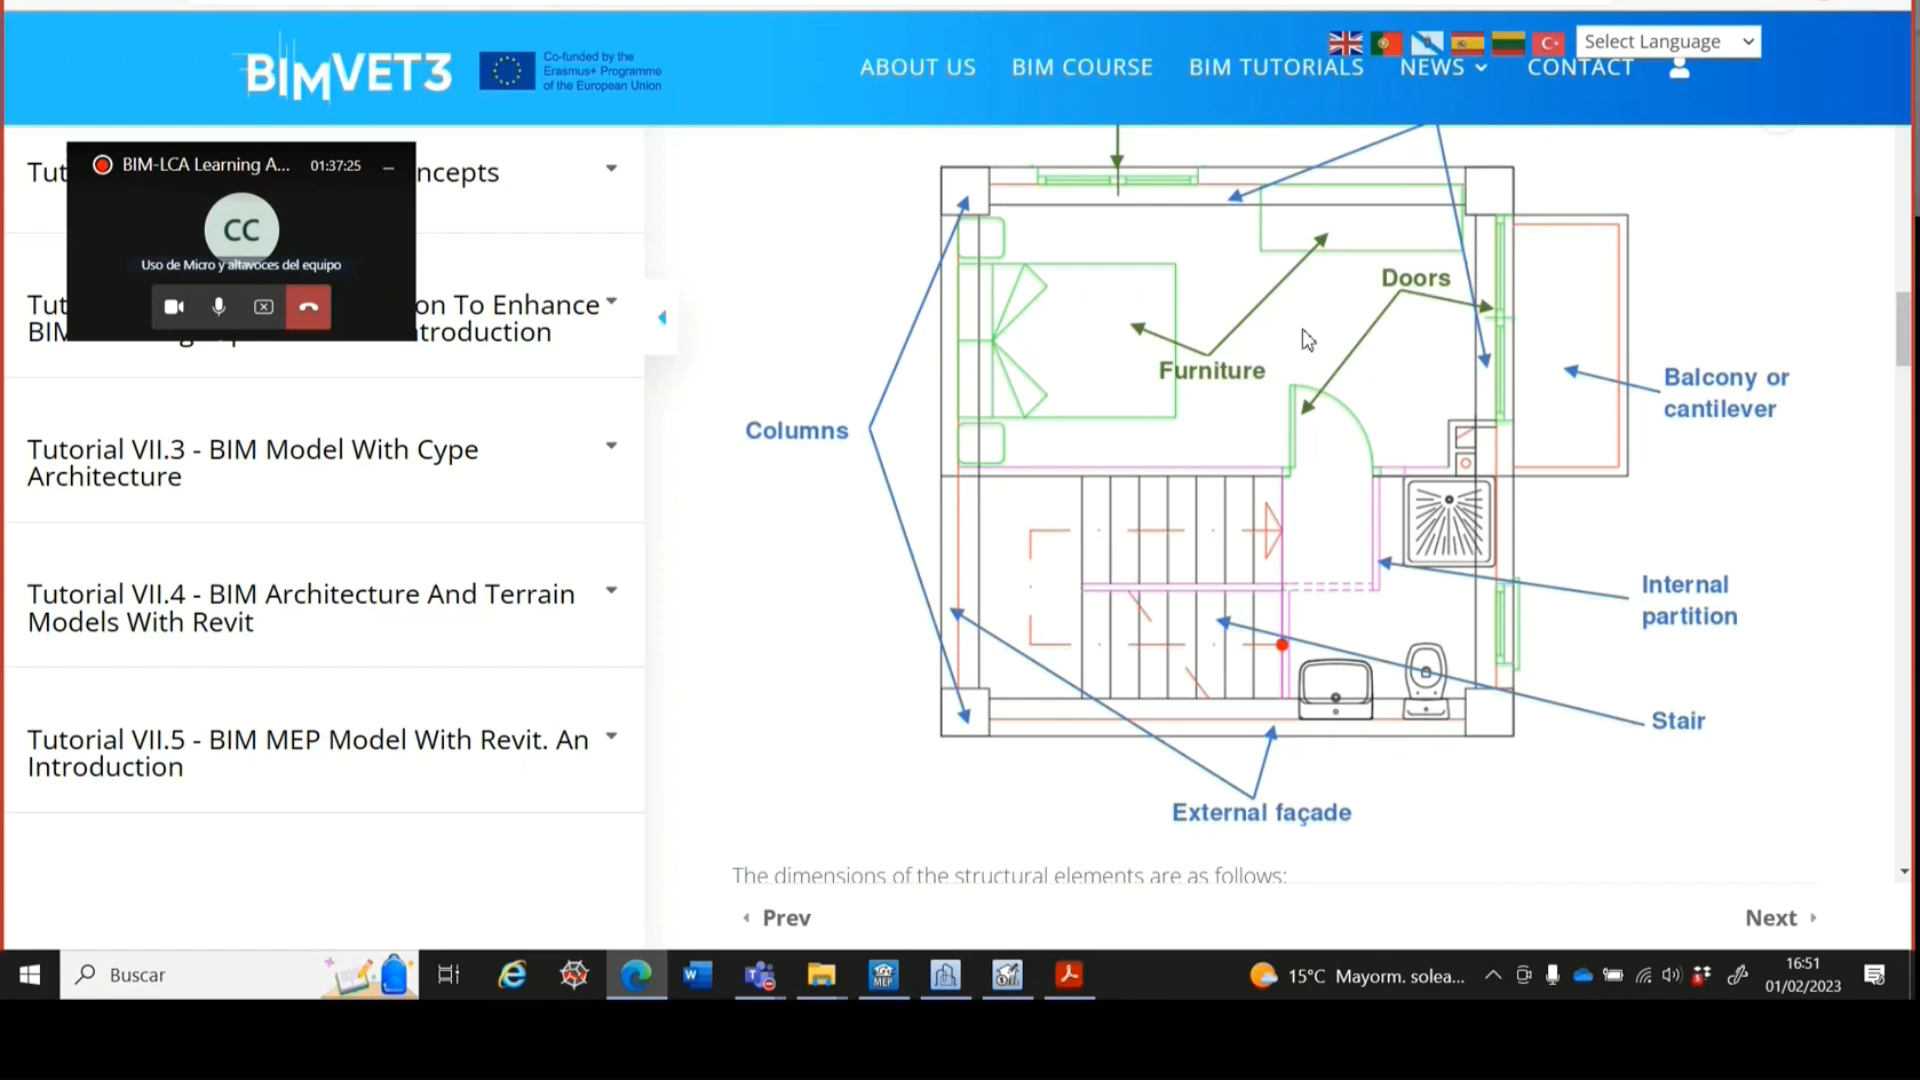 BIMVET3
Co-funded by the
Erasmus+ Programme
of the European Union
ABOUT US
BIM COURSE
BIM TUTORIALS
NEWS
CONTACT
Select Language
Tut
ncepts
BIM-LCA Learning A...
01:37:25
CC
Uso de Micro y altavoces del equipo
Tut
on To Enhance
BIM
troduction
Tutorial VII.3 - BIM Model With Cype
Architecture
Tutorial VII.4 - BIM Architecture And Terrain
Models With Revit
Tutorial VII.5 - BIM MEP Model With Revit. An
Introduction
Doors
Furniture
Columns
Balcony or
cantilever
Internal
partition
Stair
External façade
The dimensions of the structural elements are as follows:
Prev
Next
Buscar
MEP
15°C Mayorm. solea...
16:51
01/02/2023